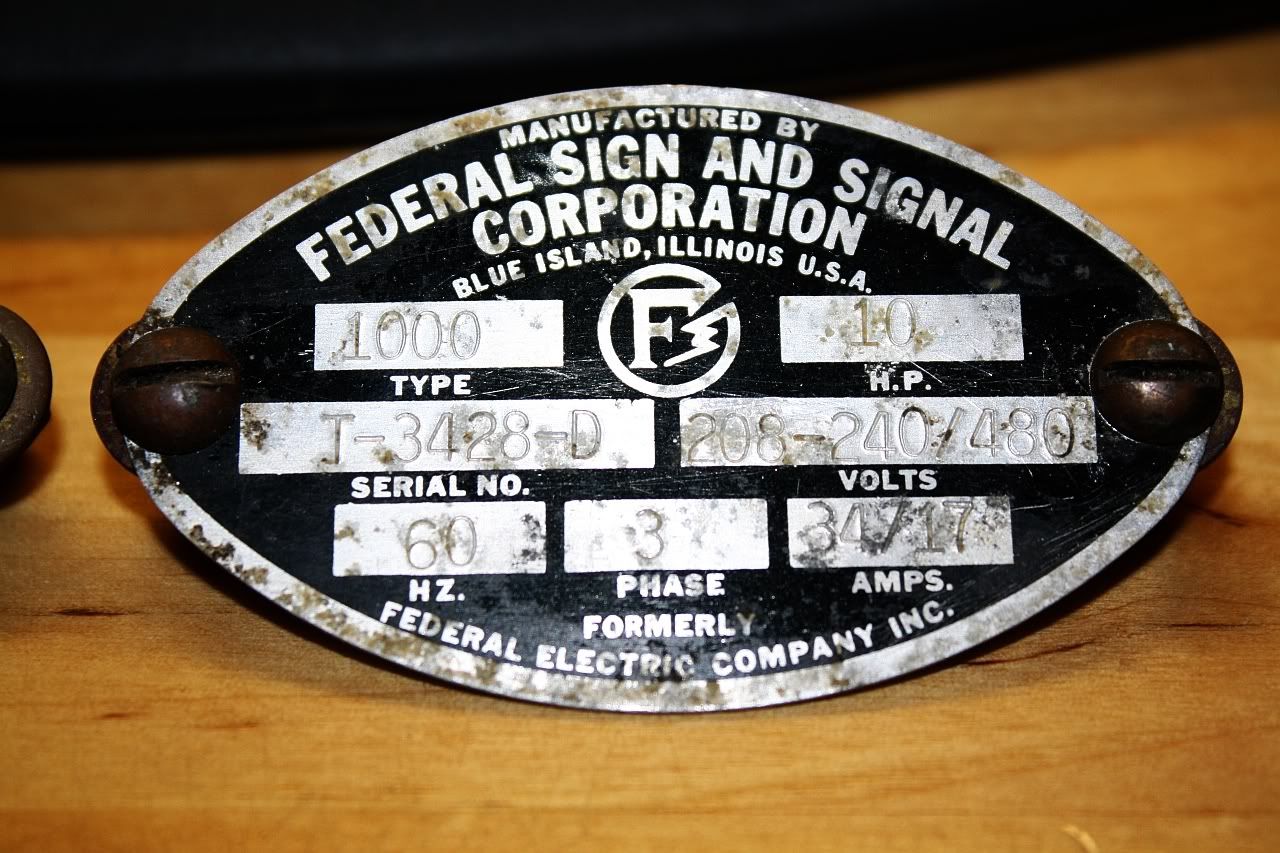 MANUFACTURED BY
FEDERAL SIGN AND SIGNAL
CORPORATION
BLUE ISLAND, ILLINOIS U.S.A.
FS
1000 10
TYPE H.P.
T-3428-D 208-240/480
SERIAL NO. VOLTS
60 3 34/17
HZ. PHASE AMPS.
FORMERLY
FEDERAL ELECTRIC COMPANY INC.